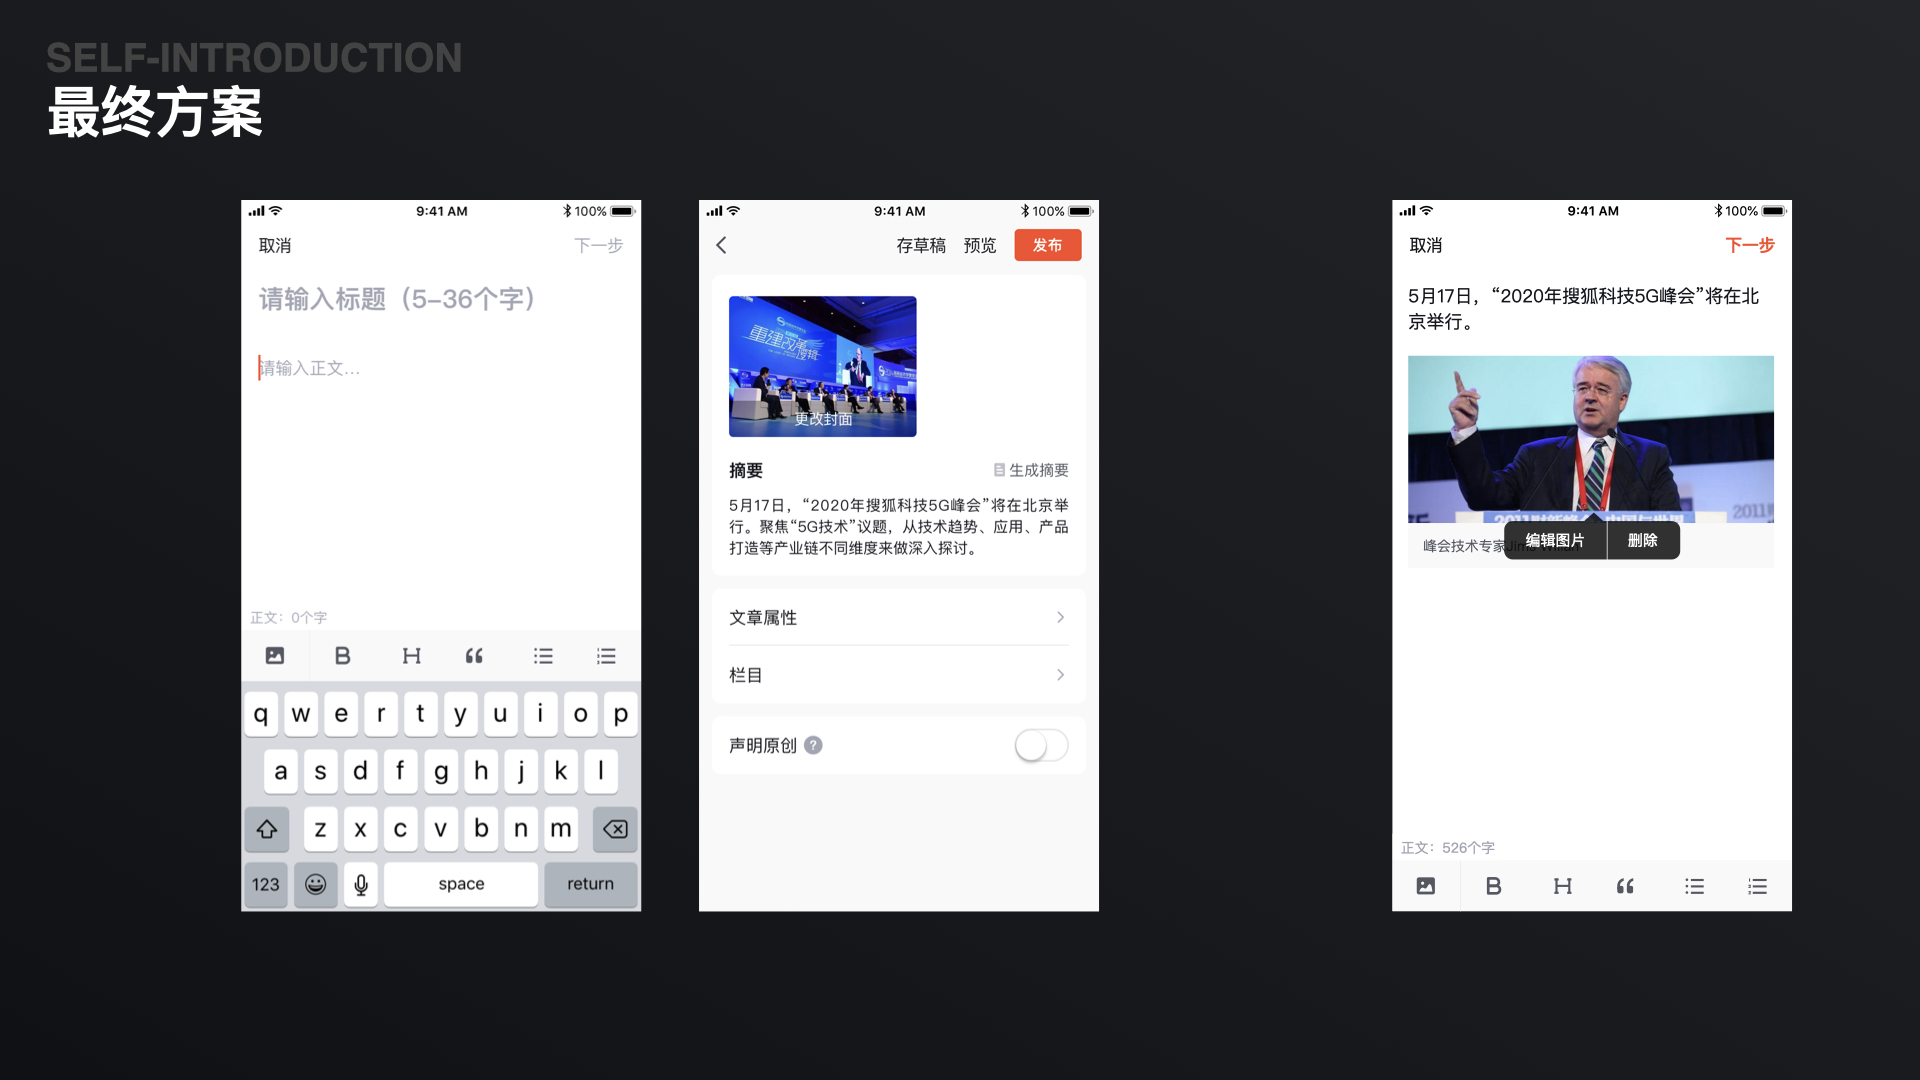 SELF-INTRODUCTION
最终方案
9:41 AM
100%
取消
下一步
请输入标题（5-36个字）
请输入正文...
正文：0个字
B H “
q w e r t y u i o p
a s d f g h j k l
z x c v b n m
123
space
return
9:41 AM
100%
存草稿
预览
发布
重建改革逻辑
更改封面
摘要
生成摘要
5月17日，“2020年搜狐科技5G峰会”将在北京举
行。聚焦“5G技术”议题，从技术趋势、应用、产品
打造等产业链不同维度来做深入探讨。
文章属性
栏目
声明原创 ?
9:41 AM
100%
取消
下一步
5月17日，“2020年搜狐科技5G峰会”将在北
京举行。
峰会技术专家
编辑图片
删除
正文：526个字
B H “